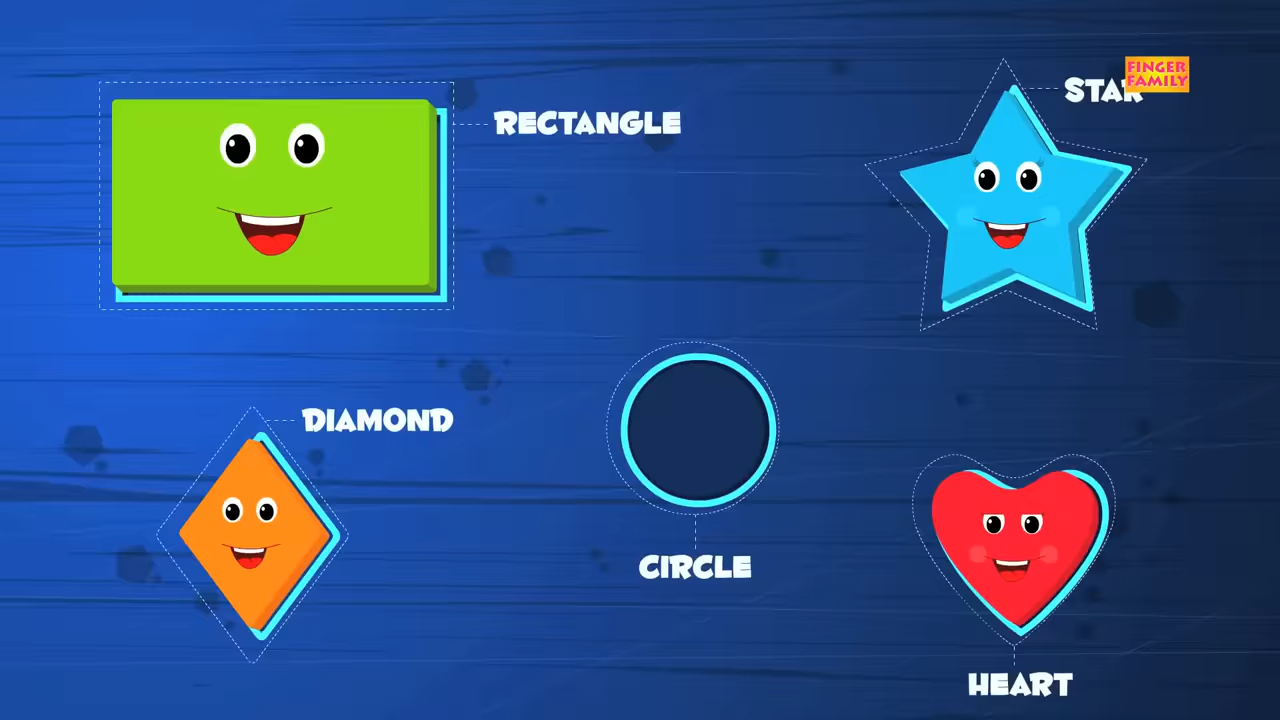 FINGER
FAMILY
STAR
RECTANGLE
DIAMOND
CIRCLE
HEART